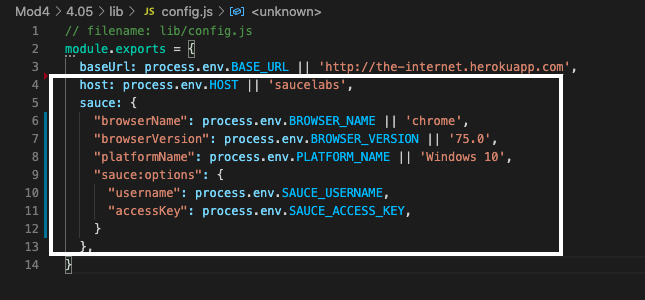 Mod4 > 4.05 > lib > JS config.js > <unknown>
1 // filename: lib/config.js
2 module.exports = {
3 baseUrl: process.env.BASE_URL || 'http://the-internet.herokuapp.com',
4 host: process.env.HOST || 'saucelabs',
5 sauce: {
6 "browserName": process.env.BROWSER_NAME || 'chrome',
7 "browserVersion": process.env.BROWSER_VERSION || '75.0',
8 "platformName": process.env.PLATFORM_NAME || 'Windows 10',
9 "sauce:options": {
10 "username": process.env.SAUCE_USERNAME,
11 "accessKey": process.env.SAUCE_ACCESS_KEY,
12 }
13 },
14 }